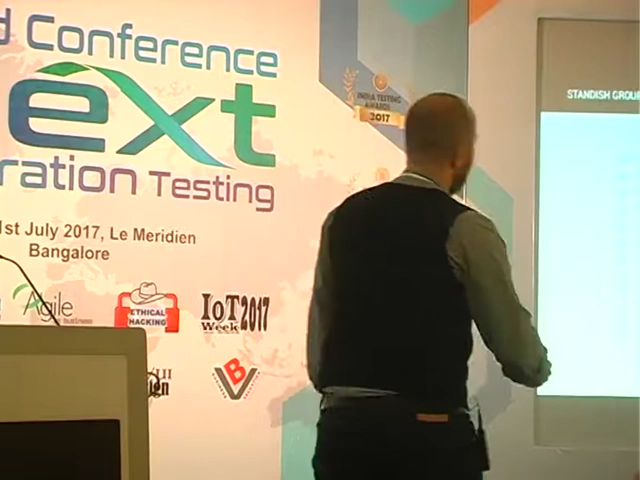 d Conference
ext
ration Testing
1st July 2017, Le Meridien
Bangalore
Agile
ETHICAL
HACKING
IoT2017
Week
BV
INDIA TESTING
AWARDS
2017
STANDISH GROUP